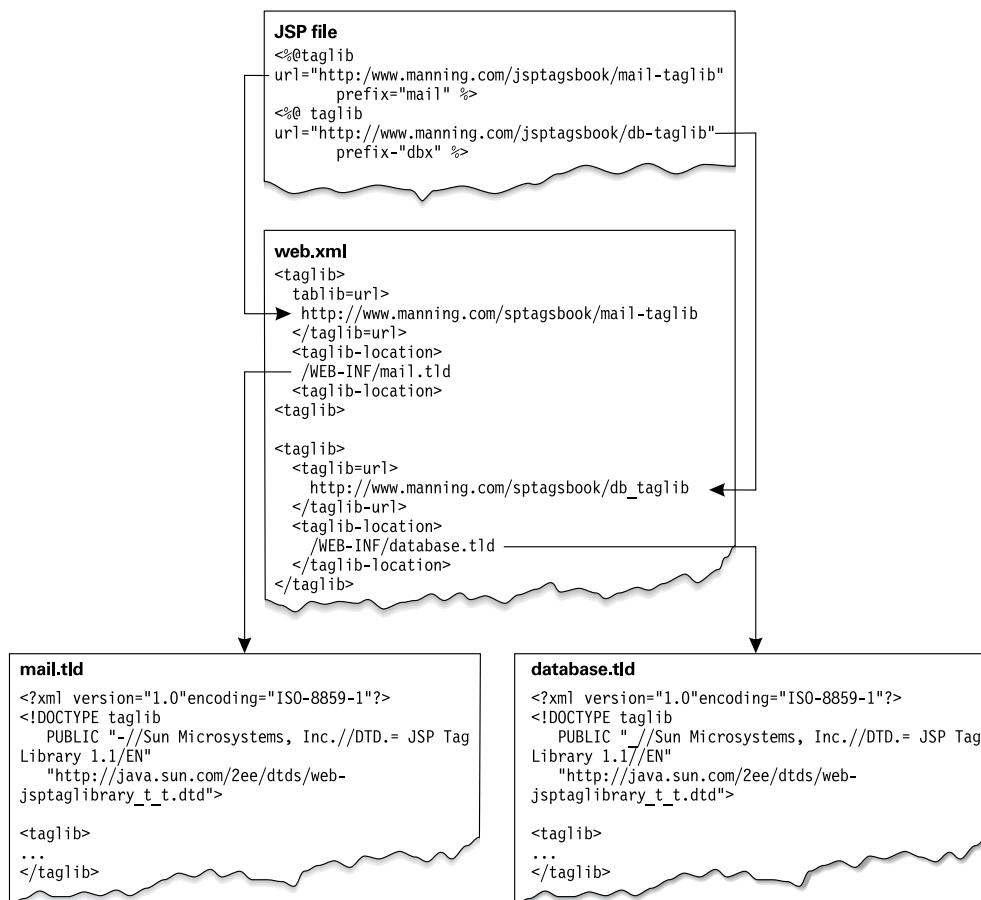 JSP file
<%@taglib
url="http:/www.manning.com/jsptagsbook/mail-taglib"
prefix="mail" %>
<%@ taglib
url="http://www.manning.com/jsptagsbook/db-taglib"
prefix-"dbx" %>
web.xml
<taglib>
tablib=url>
http://www.manning.com/sptagsbook/mail-taglib
</taglib=url>
<taglib-location>
/WEB-INF/mail.tld
<taglib-location>
<taglib>
<taglib>
<taglib=url>
http://www.manning.com/sptagsbook/db_taglib
</taglib-url>
<taglib-location>
/WEB-INF/database.tld
</taglib-location>
</taglib>
mail.tld
<?xml version="1.0"encoding="ISO-8859-1"?>
<!DOCTYPE taglib
PUBLIC "-//Sun Microsystems, Inc.//DTD.= JSP Tag
Library 1.1/EN"
"http://java.sun.com/2ee/dtds/web-
jsptaglibrary_t_t.dtd">
<taglib>
...
</taglib>
database.tld
<?xml version="1.0"encoding="ISO-8859-1"?>
<!DOCTYPE taglib
PUBLIC "_//Sun Microsystems, Inc.//DTD.= JSP Tag
Library 1.1//EN"
"http://java.sun.com/2ee/dtds/web-
jsptaglibrary_t_t.dtd">
<taglib>
...
</taglib>